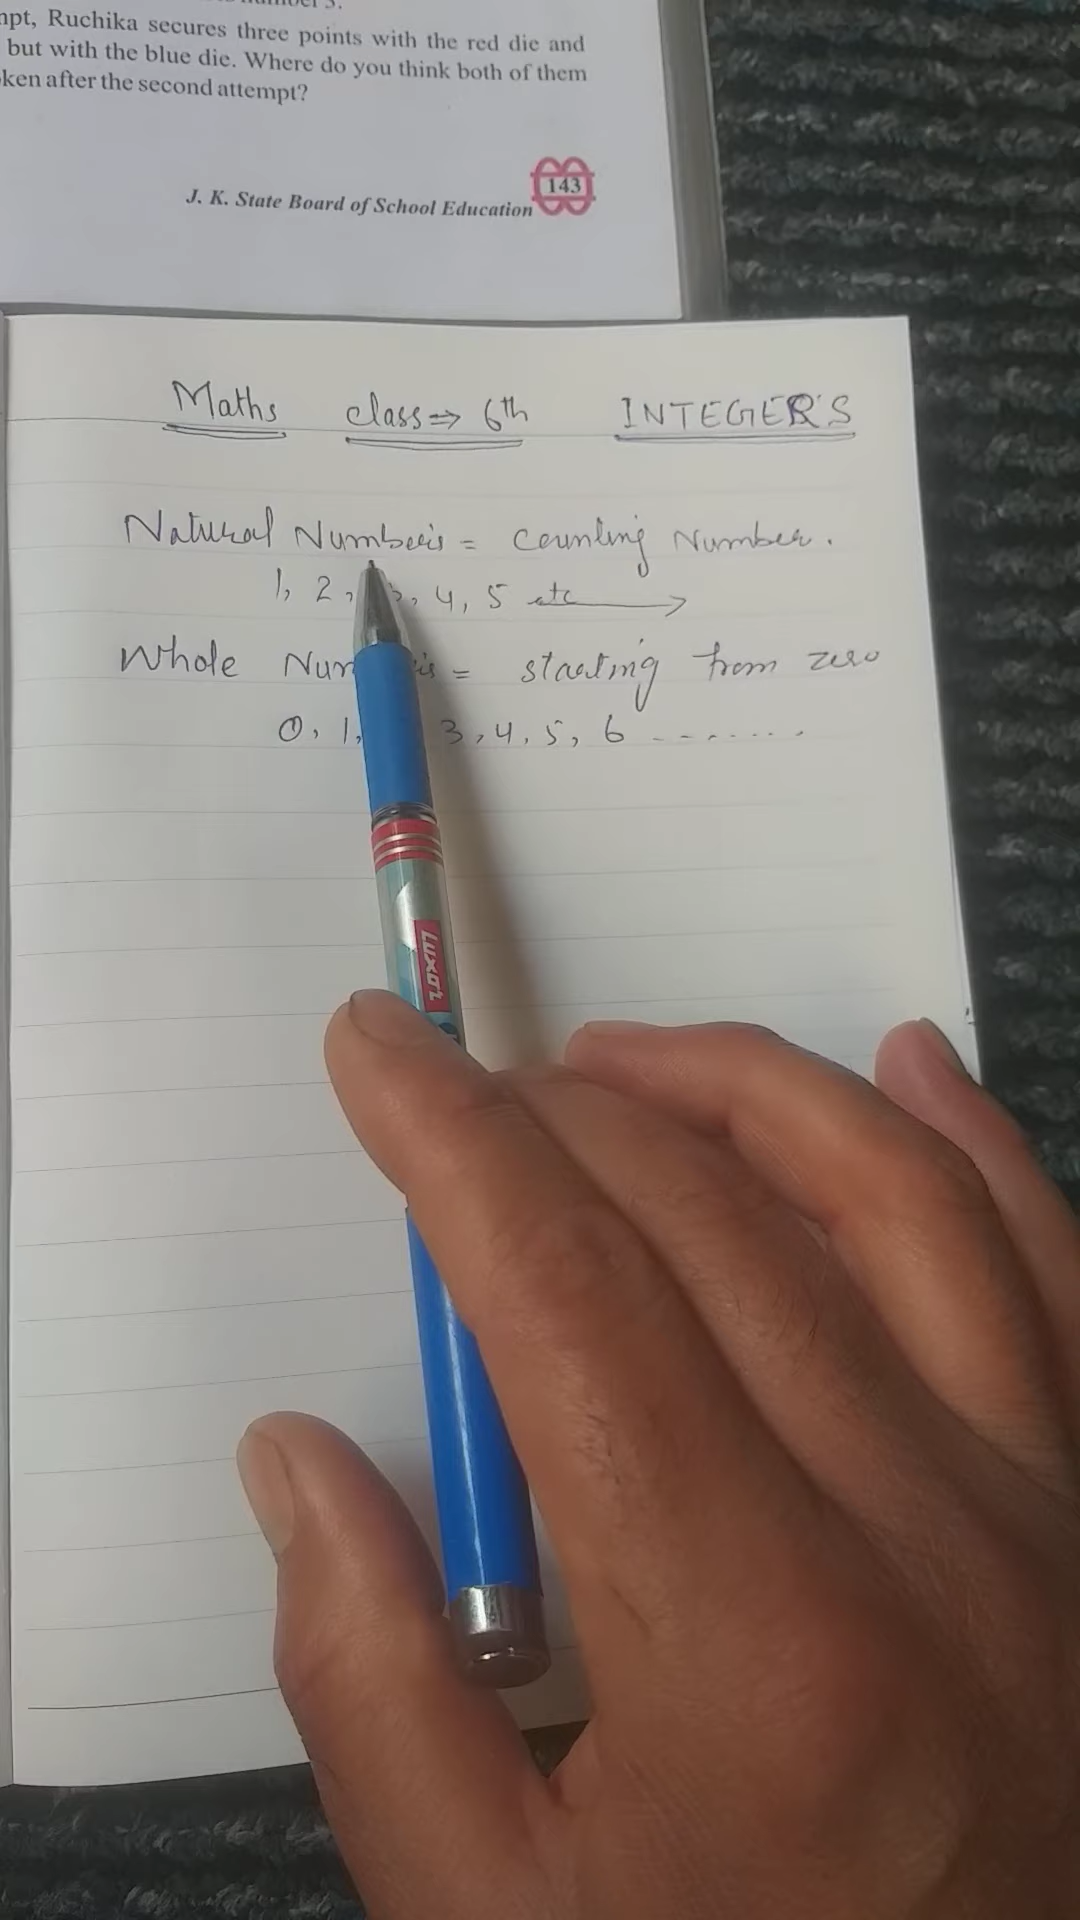 mpt, Ruchika secures three points with the red die and
but with the blue die. Where do you think both of them
ken after the second attempt?
J. K. State Board of School Education
143
Maths class ⇒ 6th INTEGER'S
Natural Numbers = Counting Number.
1, 2, 3, 4, 5 etc
Whole = starting from zero
0, 1, 3, 4, 5, 6 --------
Luxor